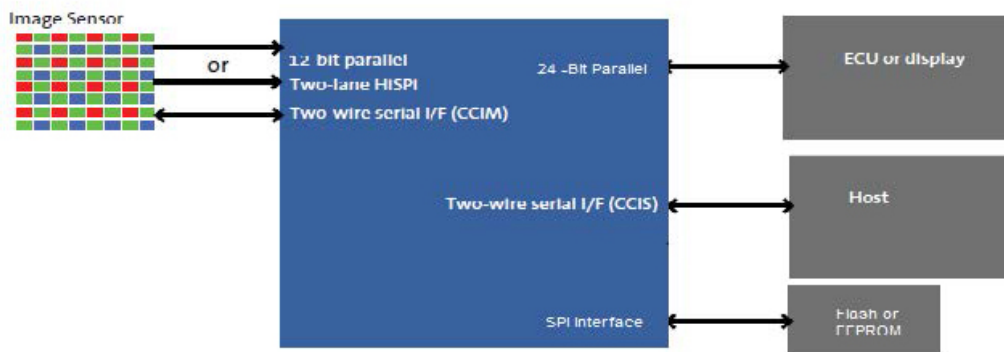 Image Sensor
or
12 bit parallel
Two-lane HISPI
Two wire serial I/F (CCIM)
24 -Bit Parallel
ECU or display
Two-wire serial I/F (CCIS)
Host
SPI Interface
Flash or
EEPROM